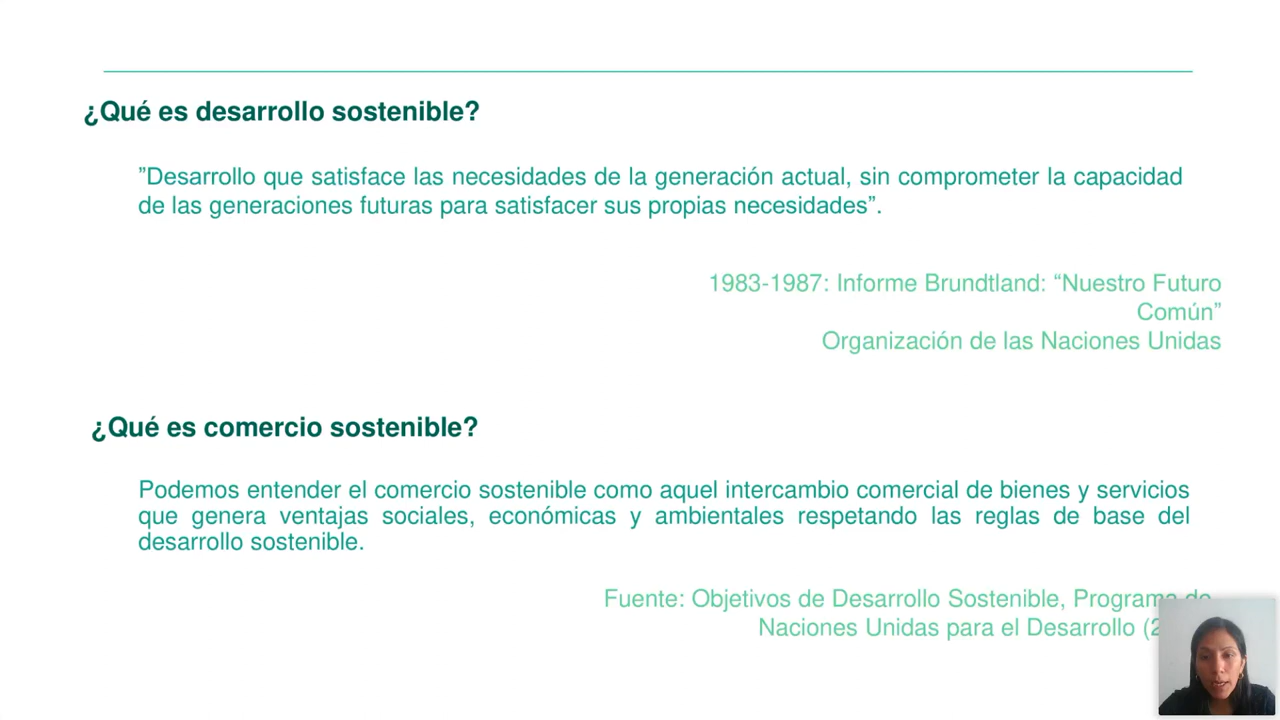 ¿Qué es desarrollo sostenible?
”Desarrollo que satisface las necesidades de la generación actual, sin comprometer la capacidad
de las generaciones futuras para satisfacer sus propias necesidades”.
1983-1987: Informe Brundtland: “Nuestro Futuro
Común”
Organización de las Naciones Unidas
¿Qué es comercio sostenible?
Podemos entender el comercio sostenible como aquel intercambio comercial de bienes y servicios
que genera ventajas sociales, económicas y ambientales respetando las reglas de base del
desarrollo sostenible.
Fuente: Objetivos de Desarrollo Sostenible, Programa de
Naciones Unidas para el Desarrollo